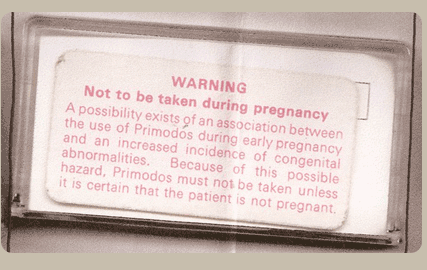 WARNING
Not to be taken during pregnancy
A possibility exists of an association between
the use of Primodos during early pregnancy
and an increased incidence of congenital
abnormalities. Because of this possible
hazard, Primodos must not be taken unless
it is certain that the patient is not pregnant.